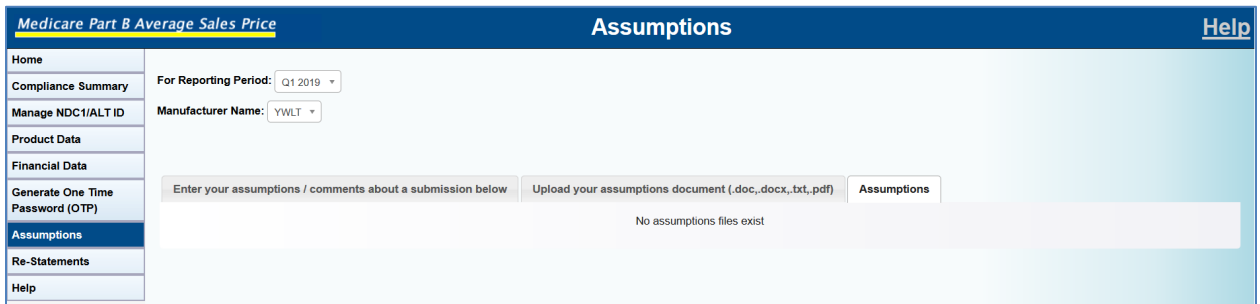 Medicare Part B Average Sales Price
Assumptions
Help
Home
Compliance Summary
Manage NDC1/ALT ID
Product Data
Financial Data
Generate One Time
Password (OTP)
Assumptions
Re-Statements
Help
For Reporting Period: Q1 2019
Manufacturer Name: YWLT
Enter your assumptions / comments about a submission below
Upload your assumptions document (.doc,.docx,.txt,.pdf)
Assumptions
No assumptions files exist